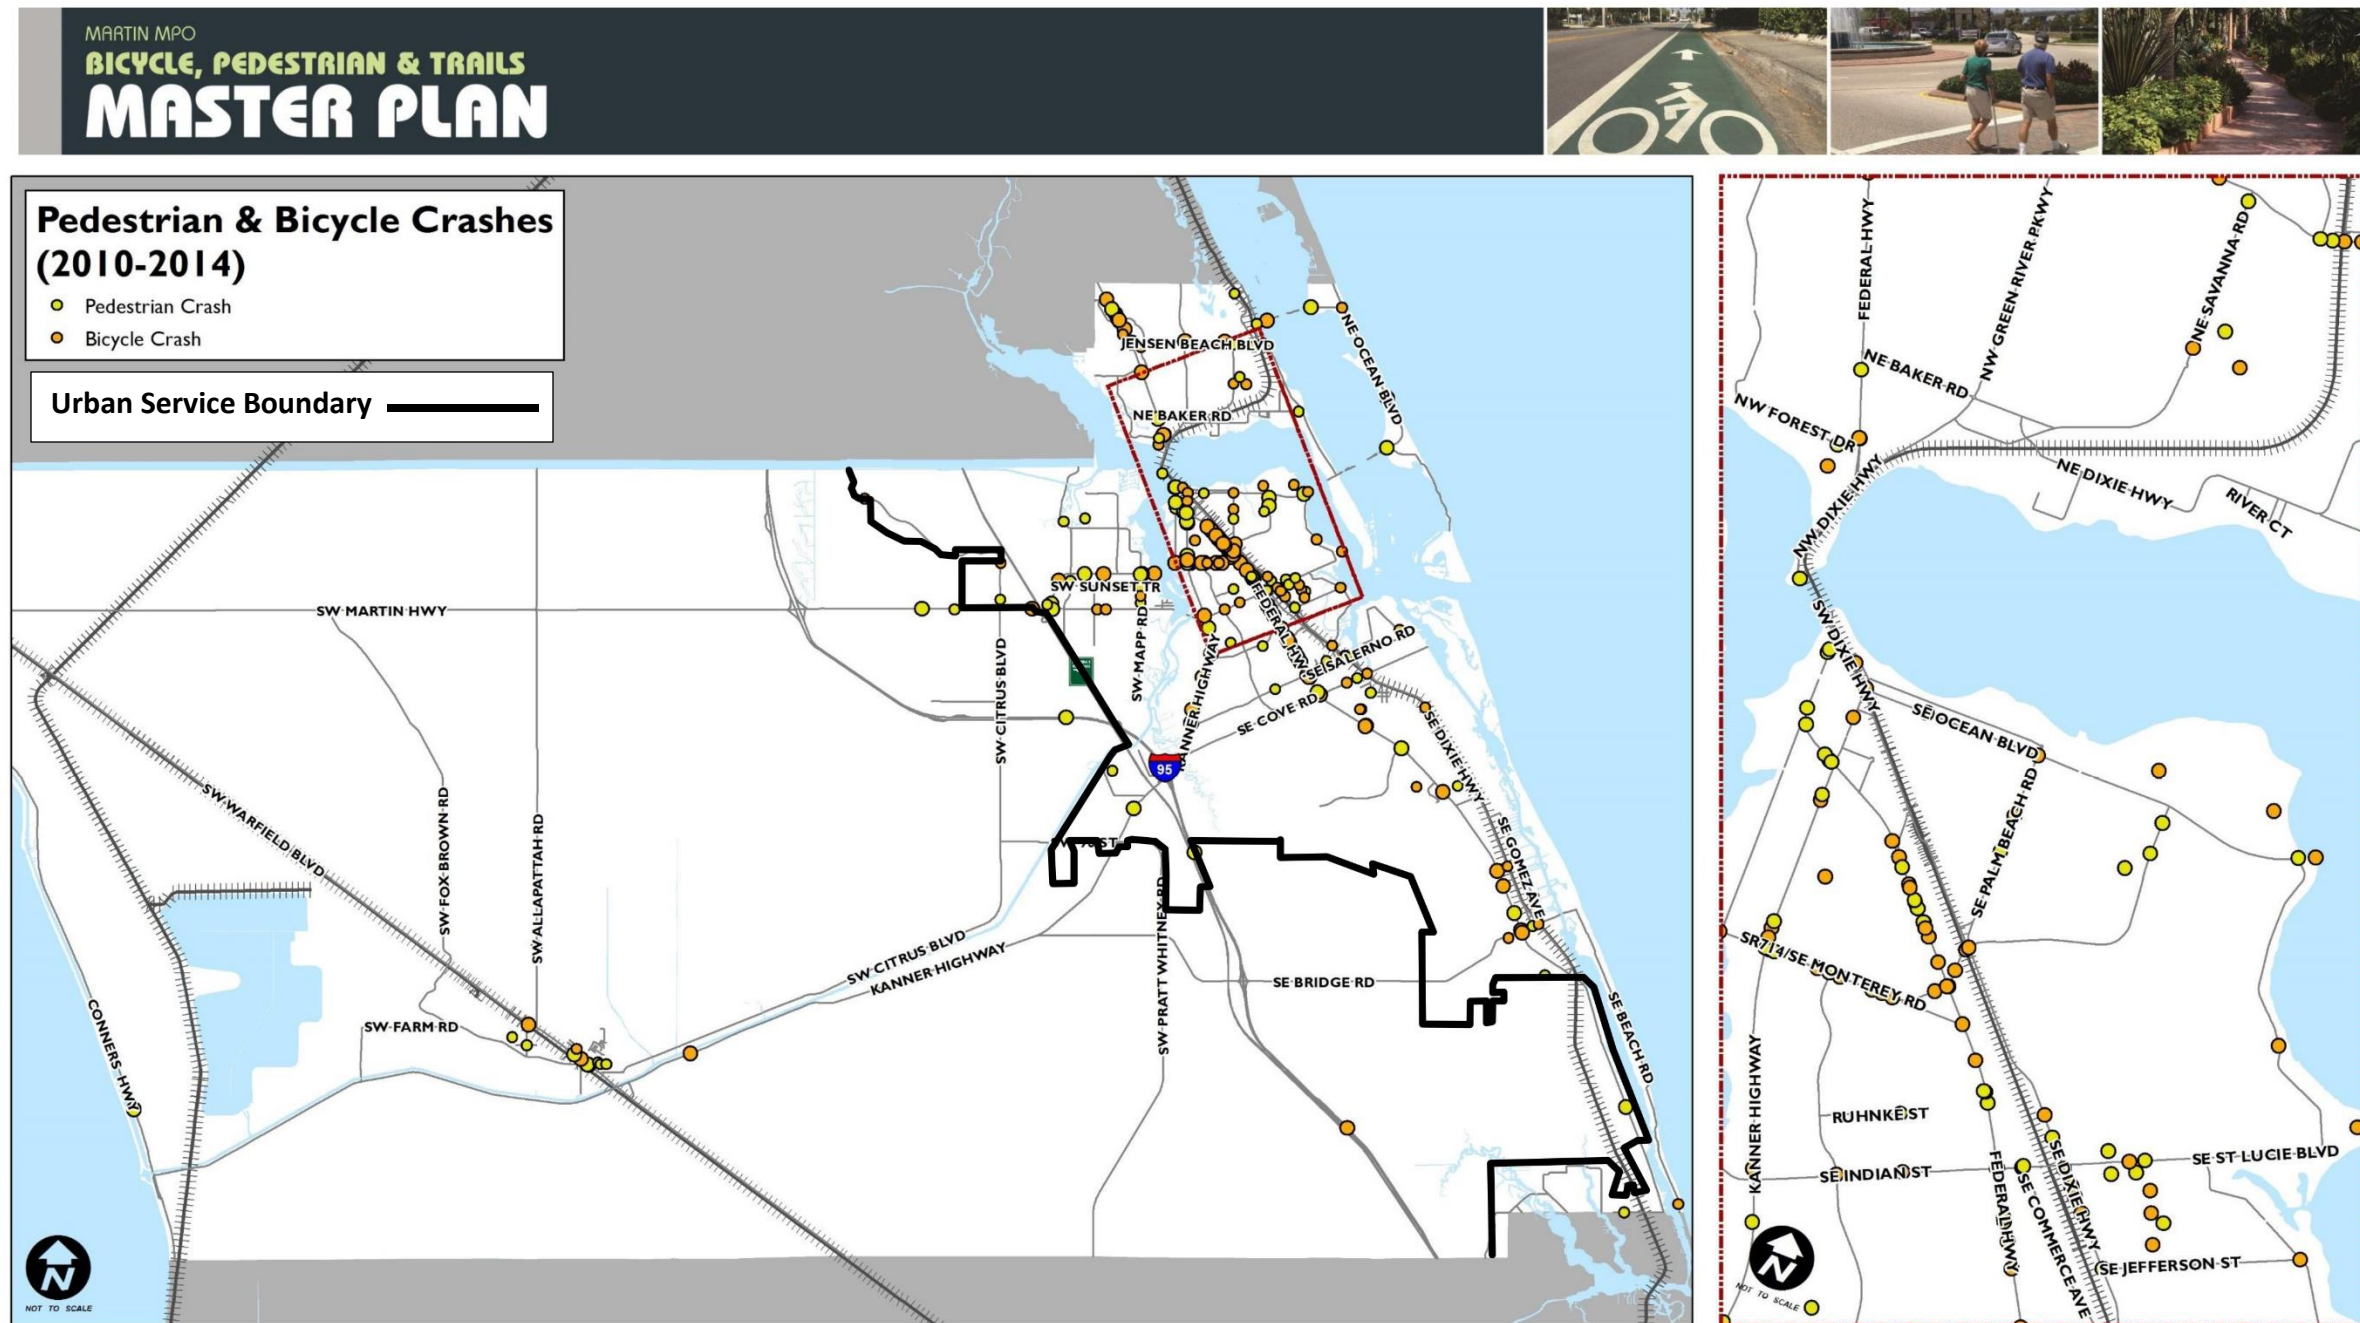 MARTIN MPO
BICYCLE, PEDESTRIAN & TRAILS
MASTER PLAN
Pedestrian & Bicycle Crashes
(2010-2014)
Pedestrian Crash
Bicycle Crash
Urban Service Boundary
JENSEN BEACH BLVD
NE OCEAN BLVD
NE BAKER RD
SW SUNSET TR
SW MARTIN HWY
SW MAPP RD
FEDERAL HWY
SE SALERNO RD
SW CITRUS BLVD
KANNER HIGHWAY
SE COVE RD
SE DIXIE HWY
95
SW WARFIELD BLVD
SW FOX BROWN RD
SW ALLAPATTAH RD
ST
SE GOMEZ AVE
SW PRATT WHITNEY RD
SW CITRUS BLVD
KANNER HIGHWAY
SE BRIDGE RD
SE BEACH RD
CONNERS HWY
SW FARM RD
N
NOT TO SCALE
FEDERAL HWY
NW GREEN RIVER PKWY
NE SAVANNA RD
NE BAKER RD
NW FOREST DR
NW DIXIE HWY
NE DIXIE HWY
RIVER CT
SW DIXIE HWY
SE OCEAN BLVD
SE PALM BEACH RD
SR714/SE MONTEREY RD
KANNER HIGHWAY
RUHNKE ST
SE INDIAN ST
SE ST LUCIE BLVD
FEDERAL HWY
SE COMMERCE AVE
SE DIXIE HWY
SE JEFFERSON ST
N
NOT TO SCALE